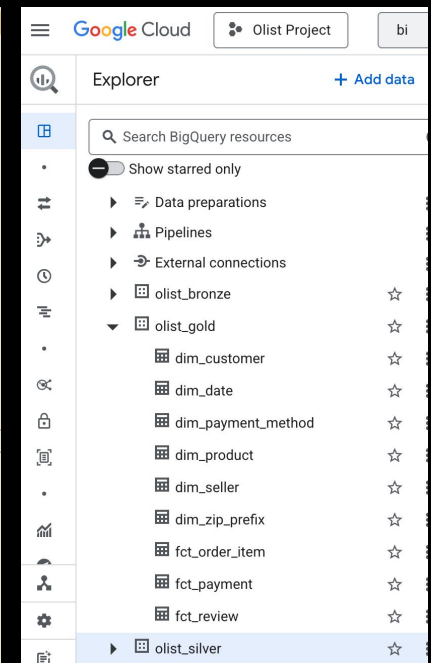 Google Cloud
Olist Project
bi
Explorer
+ Add data
Search BigQuery resources
Show starred only
Data preparations
Pipelines
External connections
olist_bronze
olist_gold
dim_customer
dim_date
dim_payment_method
dim_product
dim_seller
dim_zip_prefix
fct_order_item
fct_payment
fct_review
olist_silver